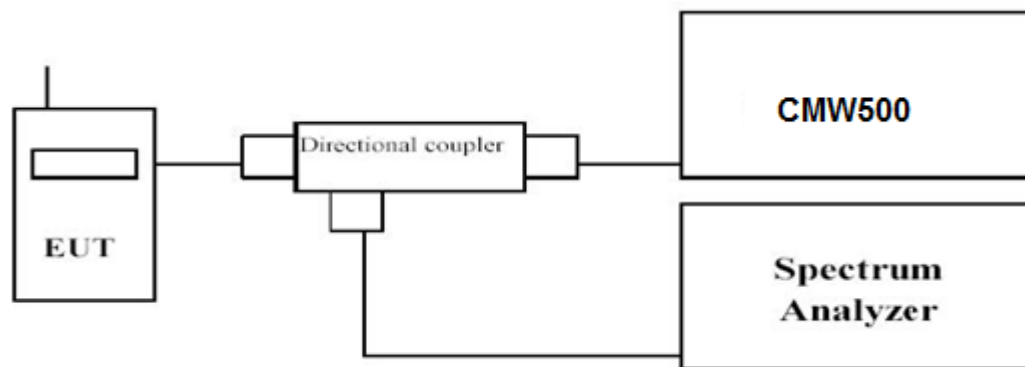 CMW500
Directional coupler
EUT
Spectrum
Analyzer